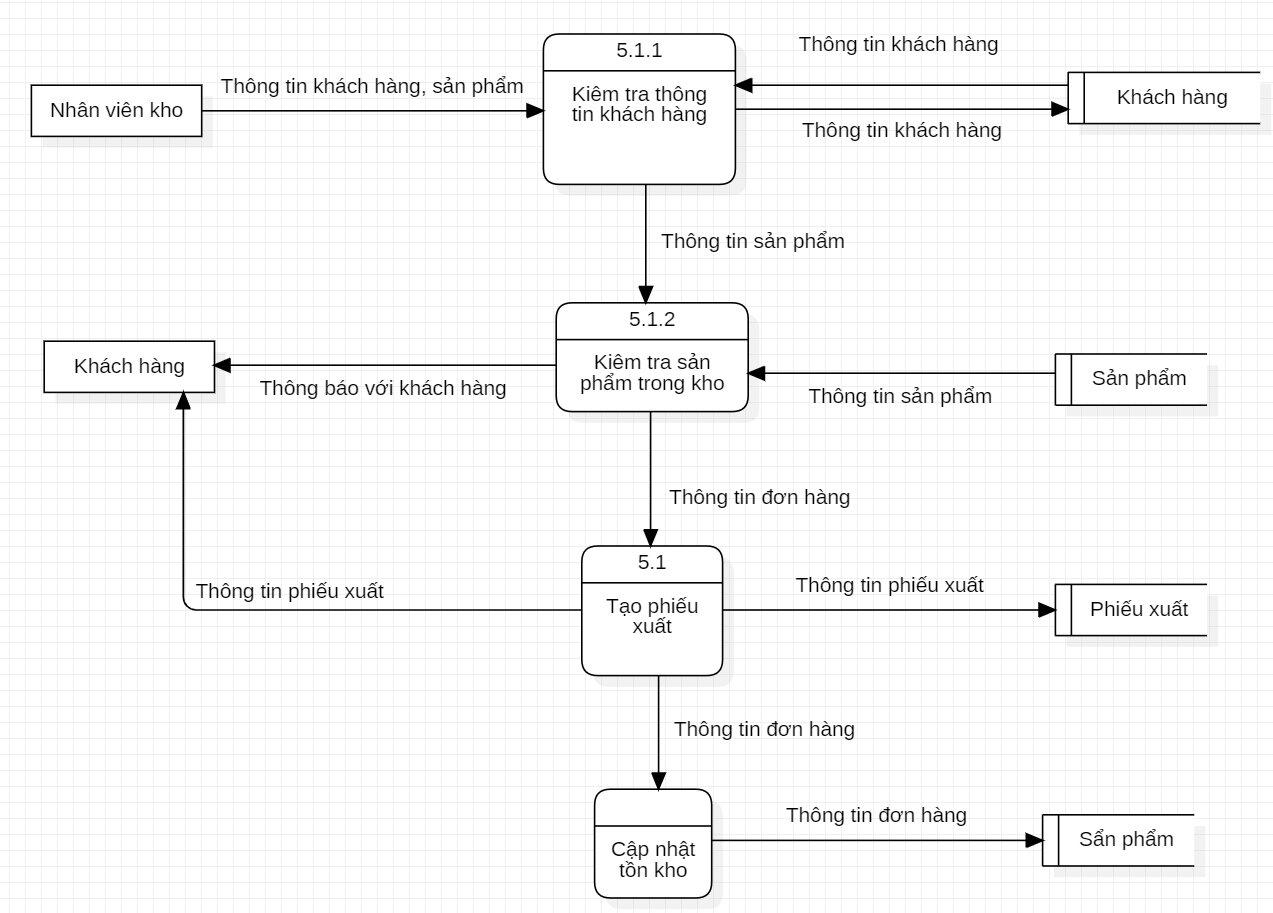 5.1.1
Thông tin khách hàng
Thông tin khách hàng, sản phẩm
Nhân viên kho
Kiêm tra thông
tin khách hàng
Khách hàng
Thông tin khách hàng
Thông tin sản phẩm
5.1.2
Khách hàng
Kiêm tra sản
phẩm trong kho
Sản phẩm
Thông báo với khách hàng
Thông tin sản phẩm
Thông tin đơn hàng
5.1
Thông tin phiếu xuất
Tạo phiếu
xuất
Thông tin phiếu xuất
Phiếu xuất
Thông tin đơn hàng
Thông tin đơn hàng
Cập nhật
tồn kho
Sẩn phẩm